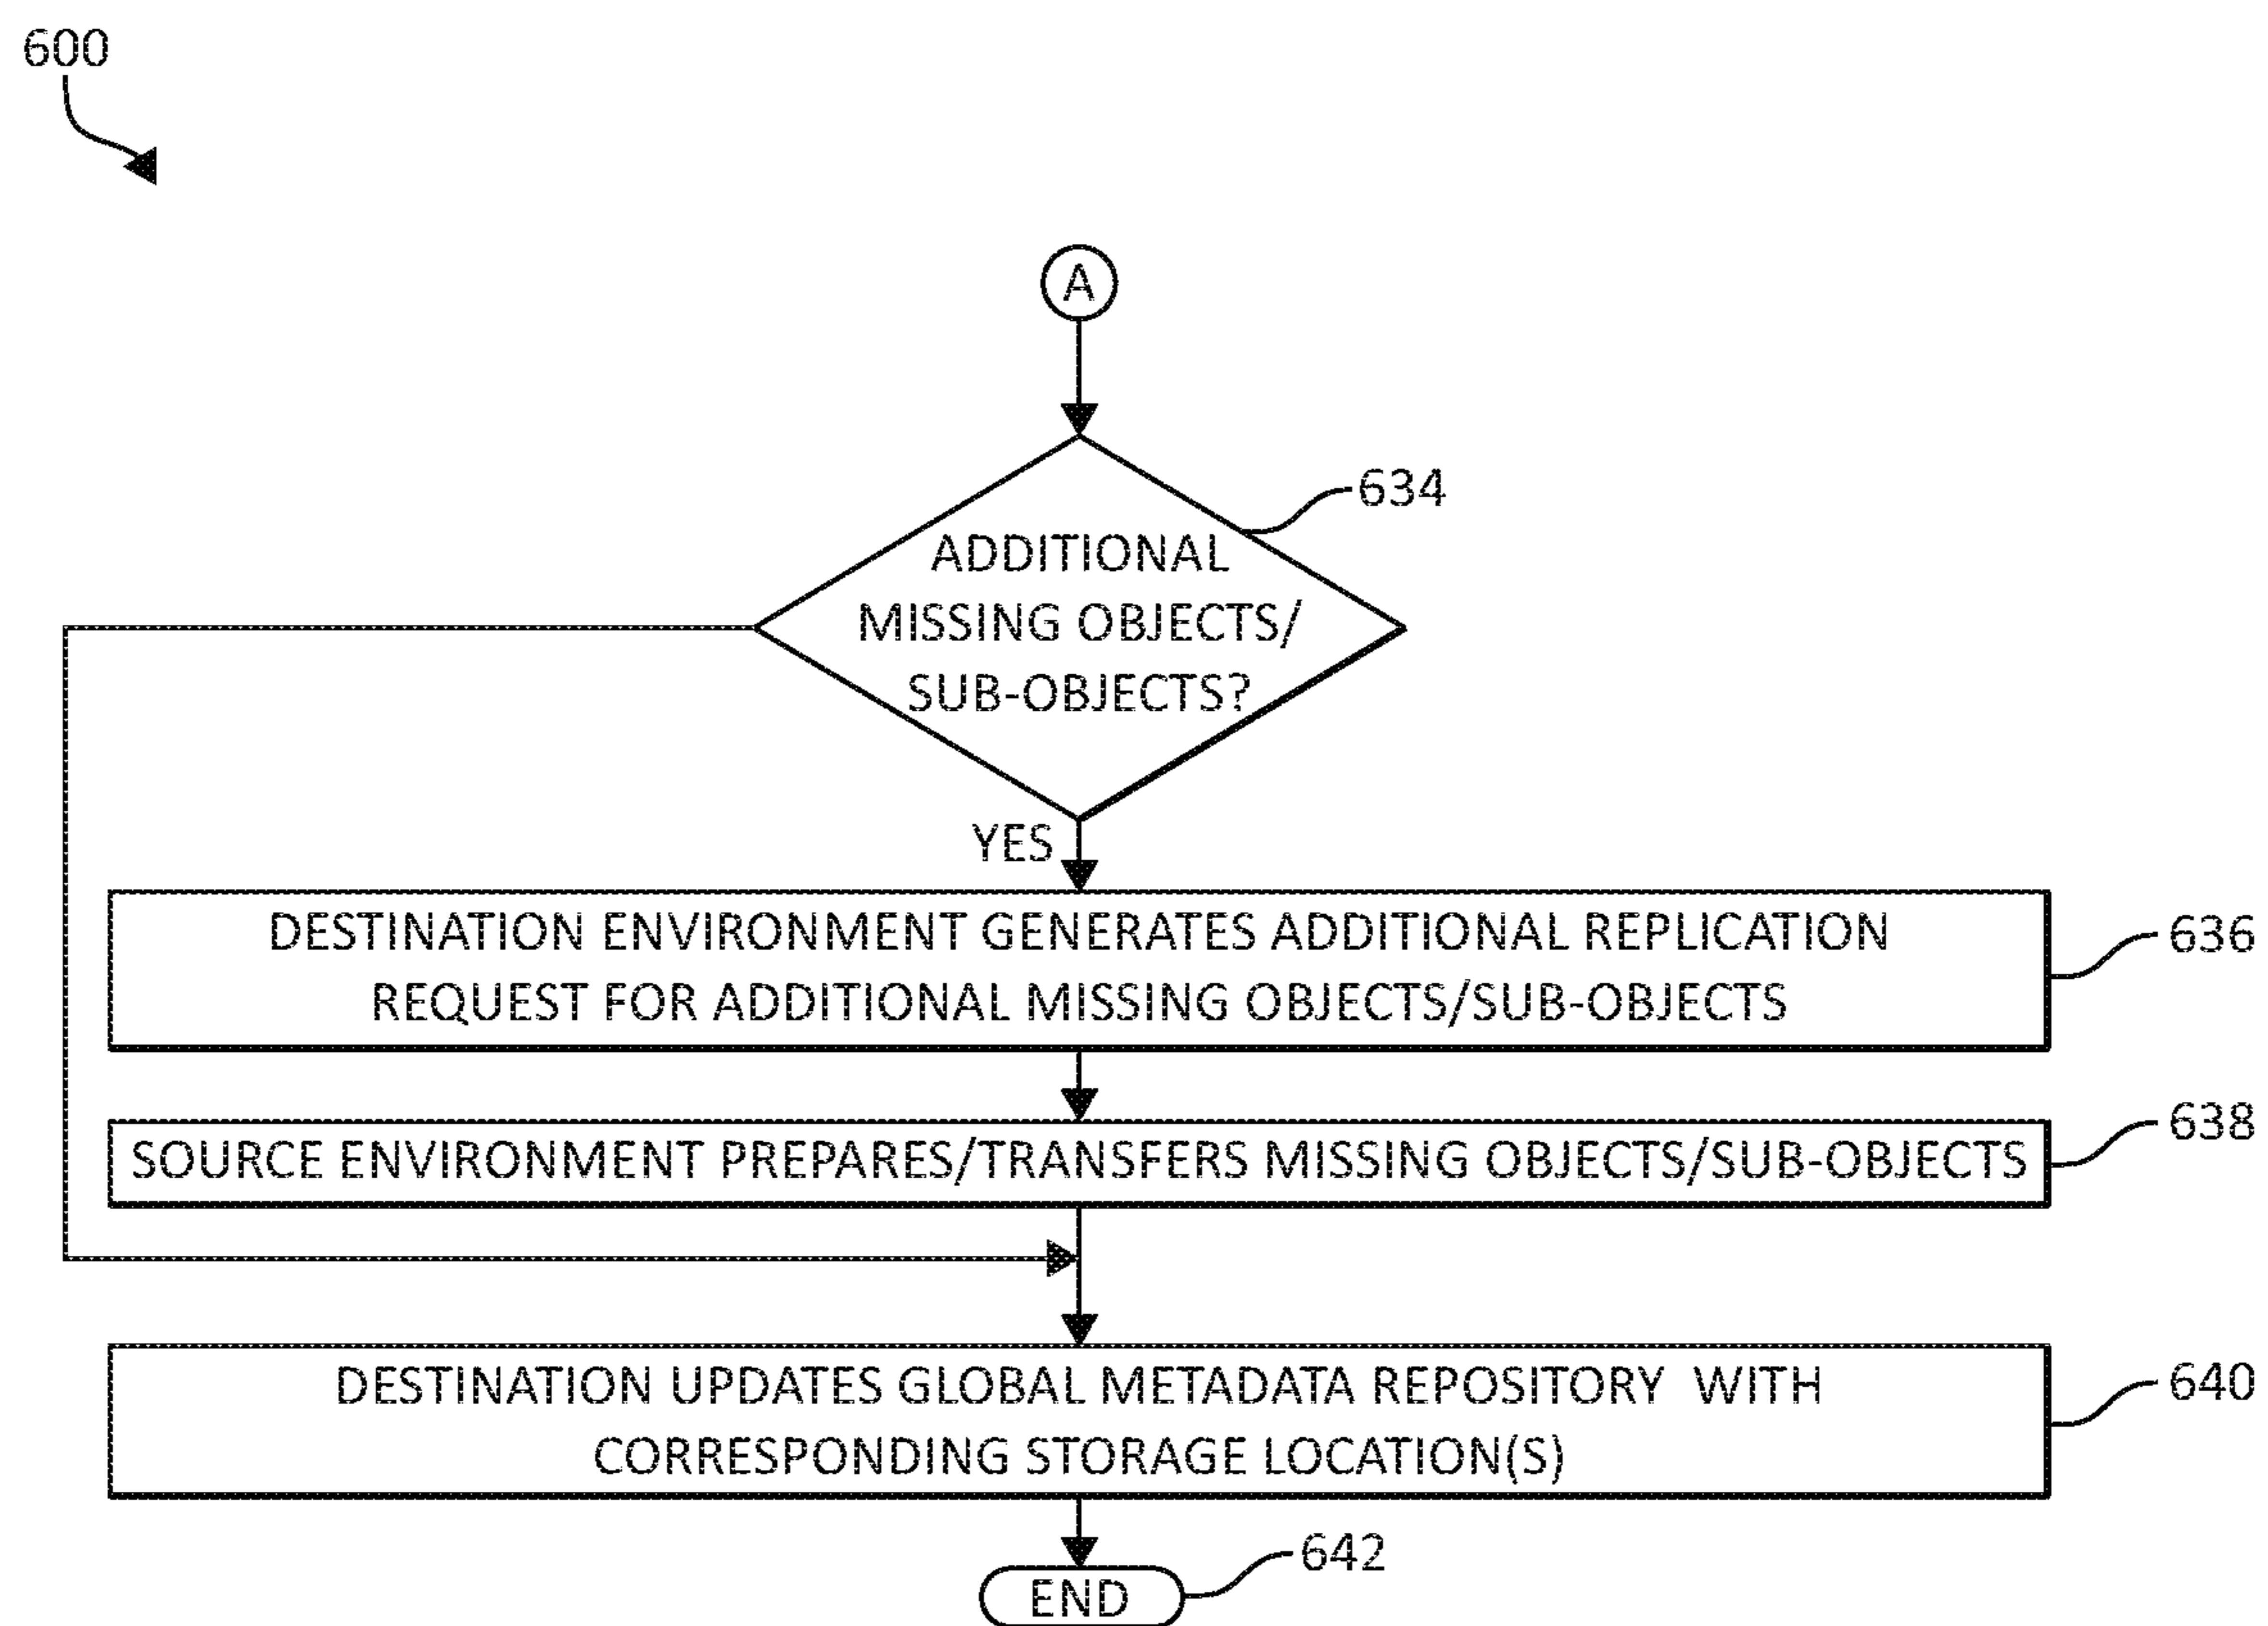 600
A
634
ADDITIONAL
MISSING OBJECTS/
SUB-OBJECTS?
YES
DESTINATION ENVIRONMENT GENERATES ADDITIONAL REPLICATION
REQUEST FOR ADDITIONAL MISSING OBJECTS/SUB-OBJECTS
636
SOURCE ENVIRONMENT PREPARES/TRANSFERS MISSING OBJECTS/SUB-OBJECTS
638
DESTINATION UPDATES GLOBAL METADATA REPOSITORY WITH
CORRESPONDING STORAGE LOCATION(S)
640
642
END